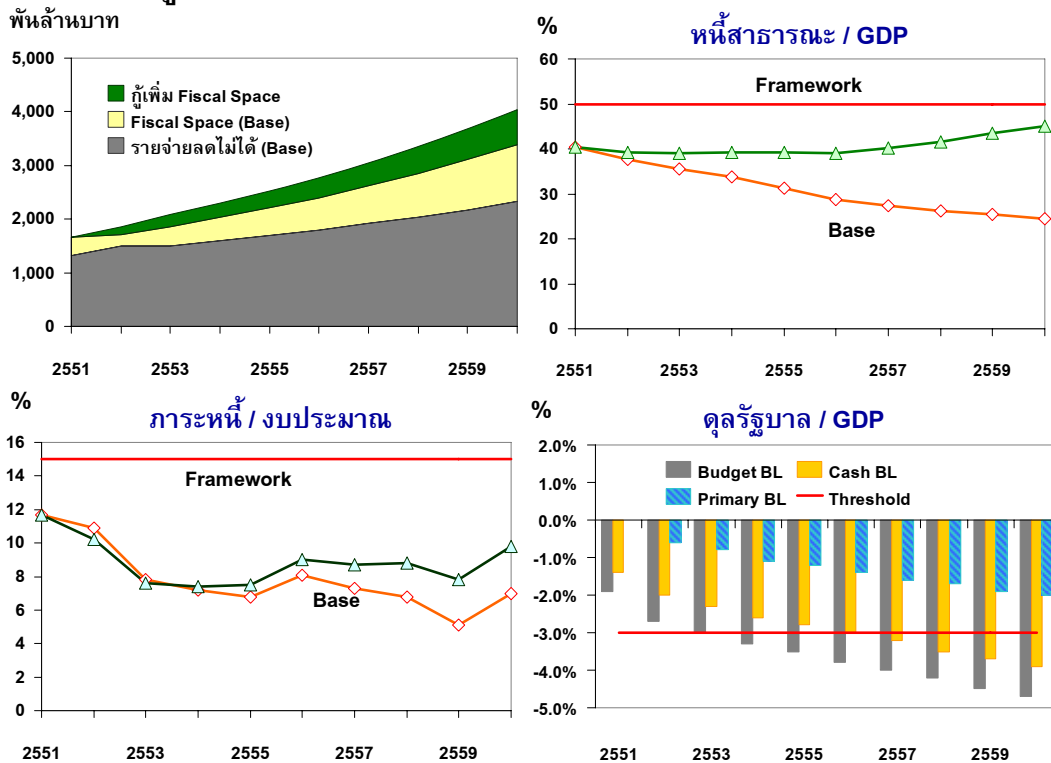 พันล้านบาท
5,000
4,000
3,000
2,000
1,000
0
กู้เพิ่ม Fiscal Space
Fiscal Space (Base)
รายจ่ายลดไม่ได้ (Base)
2551 2553 2555 2557 2559
%
หนี้สาธารณะ / GDP
60
50
40
30
20
10
0
Framework
Base
2551 2553 2555 2557 2559
%
ภาระหนี้ / งบประมาณ
16
14
12
10
8
6
4
2
0
Framework
Base
2551 2553 2555 2557 2559
%
ดุลรัฐบาล / GDP
2.0%
1.0%
0.0%
-1.0%
-2.0%
-3.0%
-4.0%
-5.0%
Budget BL Cash BL
Primary BL Threshold
2551 2553 2555 2557 2559